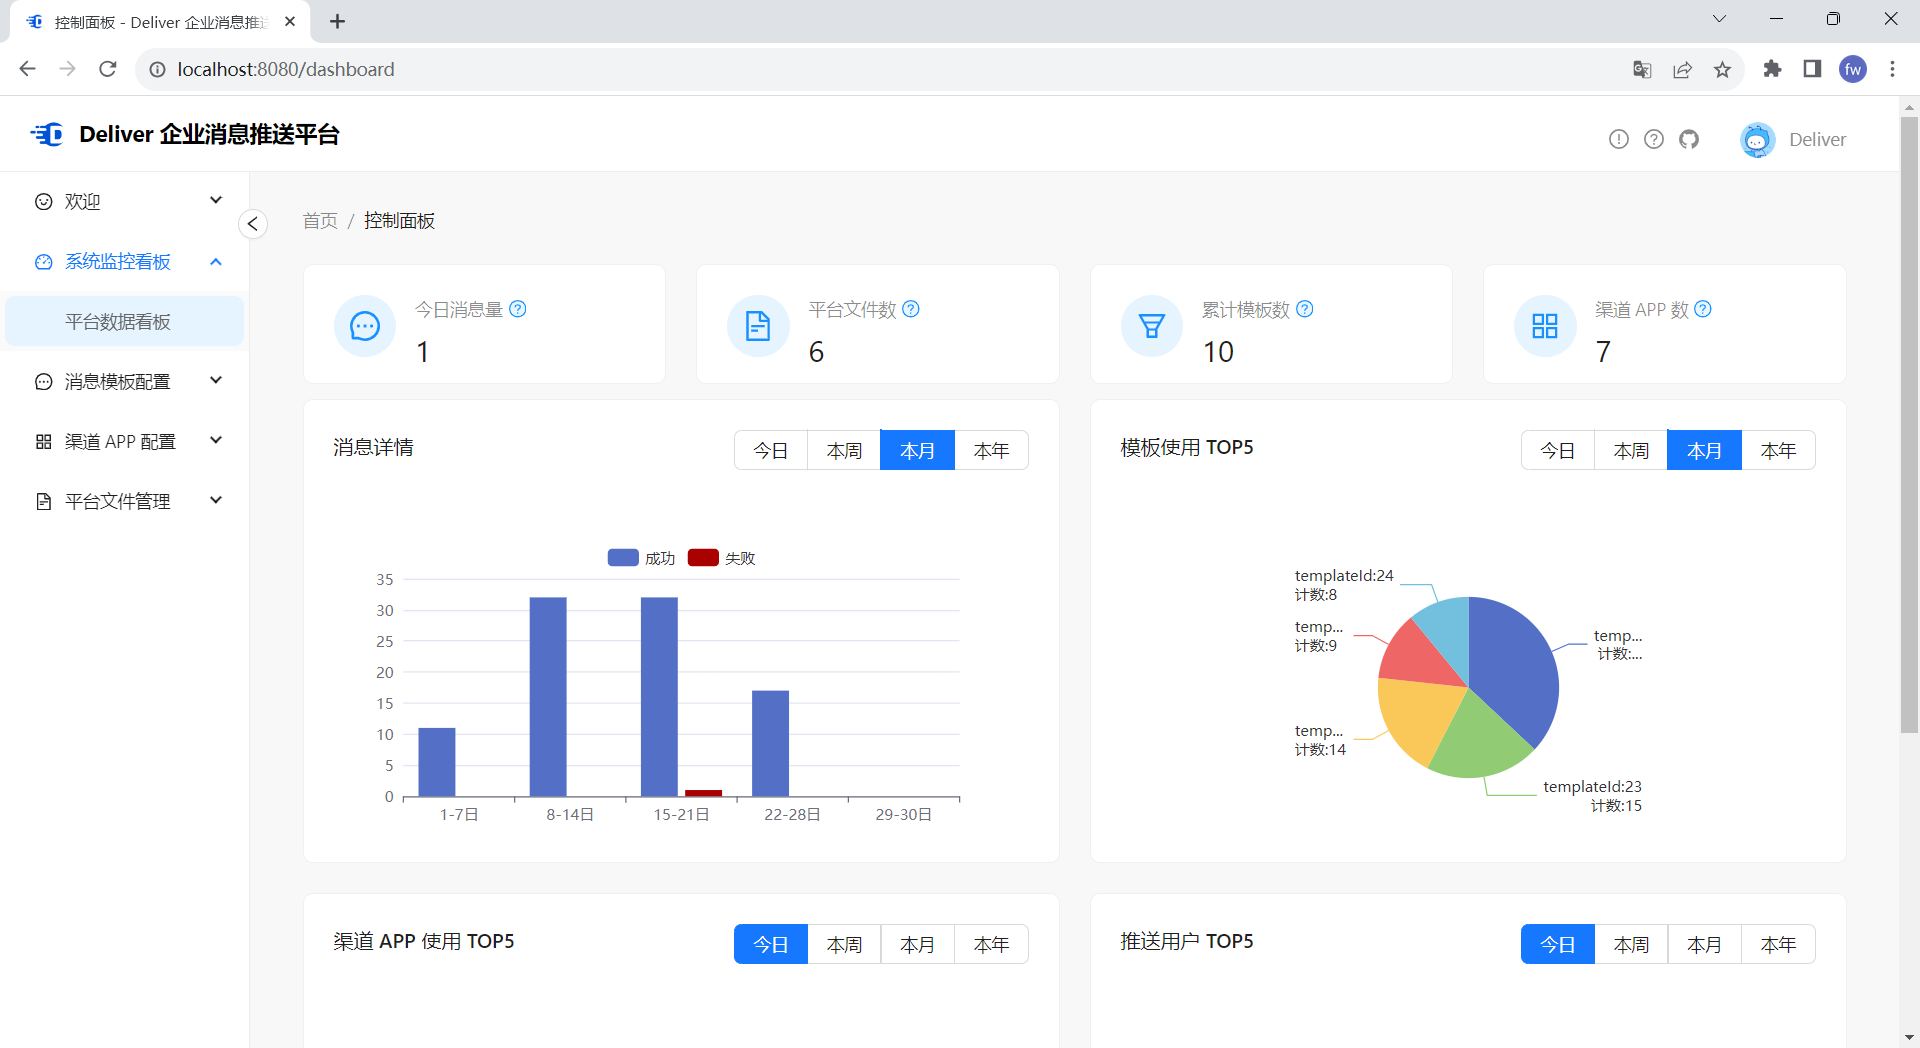 控制面板 - Deliver 企业消息推送
localhost:8080/dashboard
fw
Deliver 企业消息推送平台
Deliver
欢迎
系统监控看板
平台数据看板
消息模板配置
渠道 APP 配置
平台文件管理
首页 / 控制面板
今日消息量
1
平台文件数
6
累计模板数
10
渠道 APP 数
7
消息详情
今日 本周 本月 本年
成功 失败
35
30
25
20
15
10
5
0
1-7日 8-14日 15-21日 22-28日 29-30日
模板使用 TOP5
今日 本周 本月 本年
templateId:24
计数:8
temp...
计数:9
temp...
计数:...
temp...
计数:14
templateId:23
计数:15
渠道 APP 使用 TOP5
今日 本周 本月 本年
推送用户 TOP5
今日 本周 本月 本年